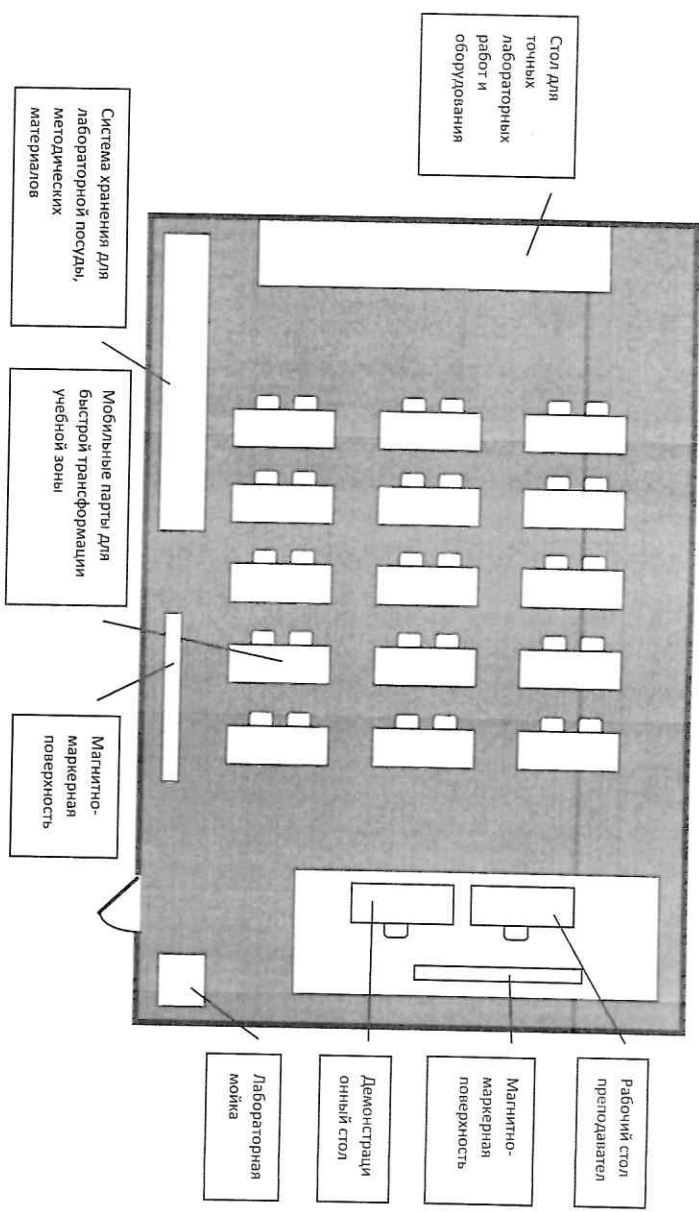 Стол для
точных
лабораторных
работ и
оборудования
Рабочий стол
преподавател
Магнитно-
маркерная
поверхность
Демонстраци
онный стол
Лабораторная
мойка
Система хранения для
лабораторной посуды,
методических
материалов
Мобильные парты для
быстрой трансформации
учебной зоны
Магнитно-
маркерная
поверхность